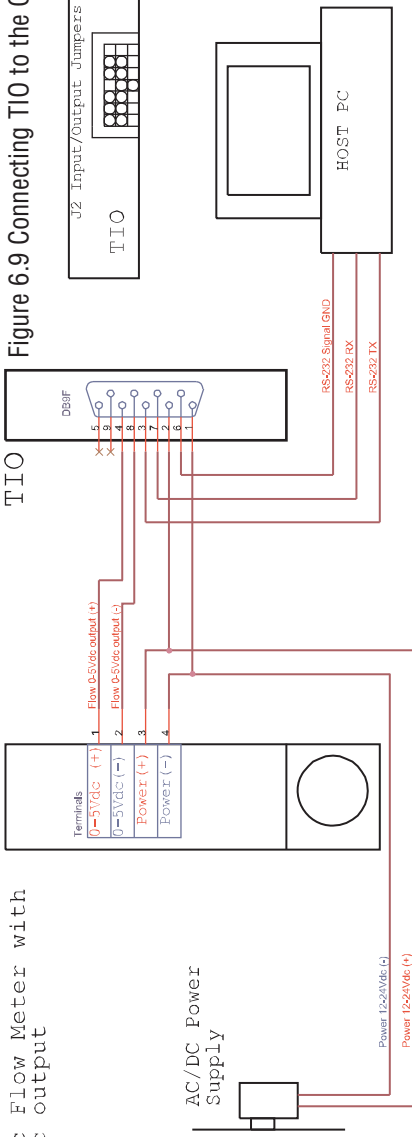 Figure 6.9 Connecting TIO to the
J2 Input/Output Jumpers
TIO
HOST PC
TIO
DB9F
5
9
4
8
3
7
2
6
1
RS-232 Signal GND
RS-232 RX
RS-232 TX
Flow 0-5Vdc output (+)
Flow 0-5Vdc output (-)
Terminals
0-5Vdc (+) 1
0-5Vdc (-) 2
Power (+) 3
Power (-) 4
Flow Meter with
output
AC/DC Power
Supply
Power 12-24Vdc (-)
Power 12-24Vdc (+)